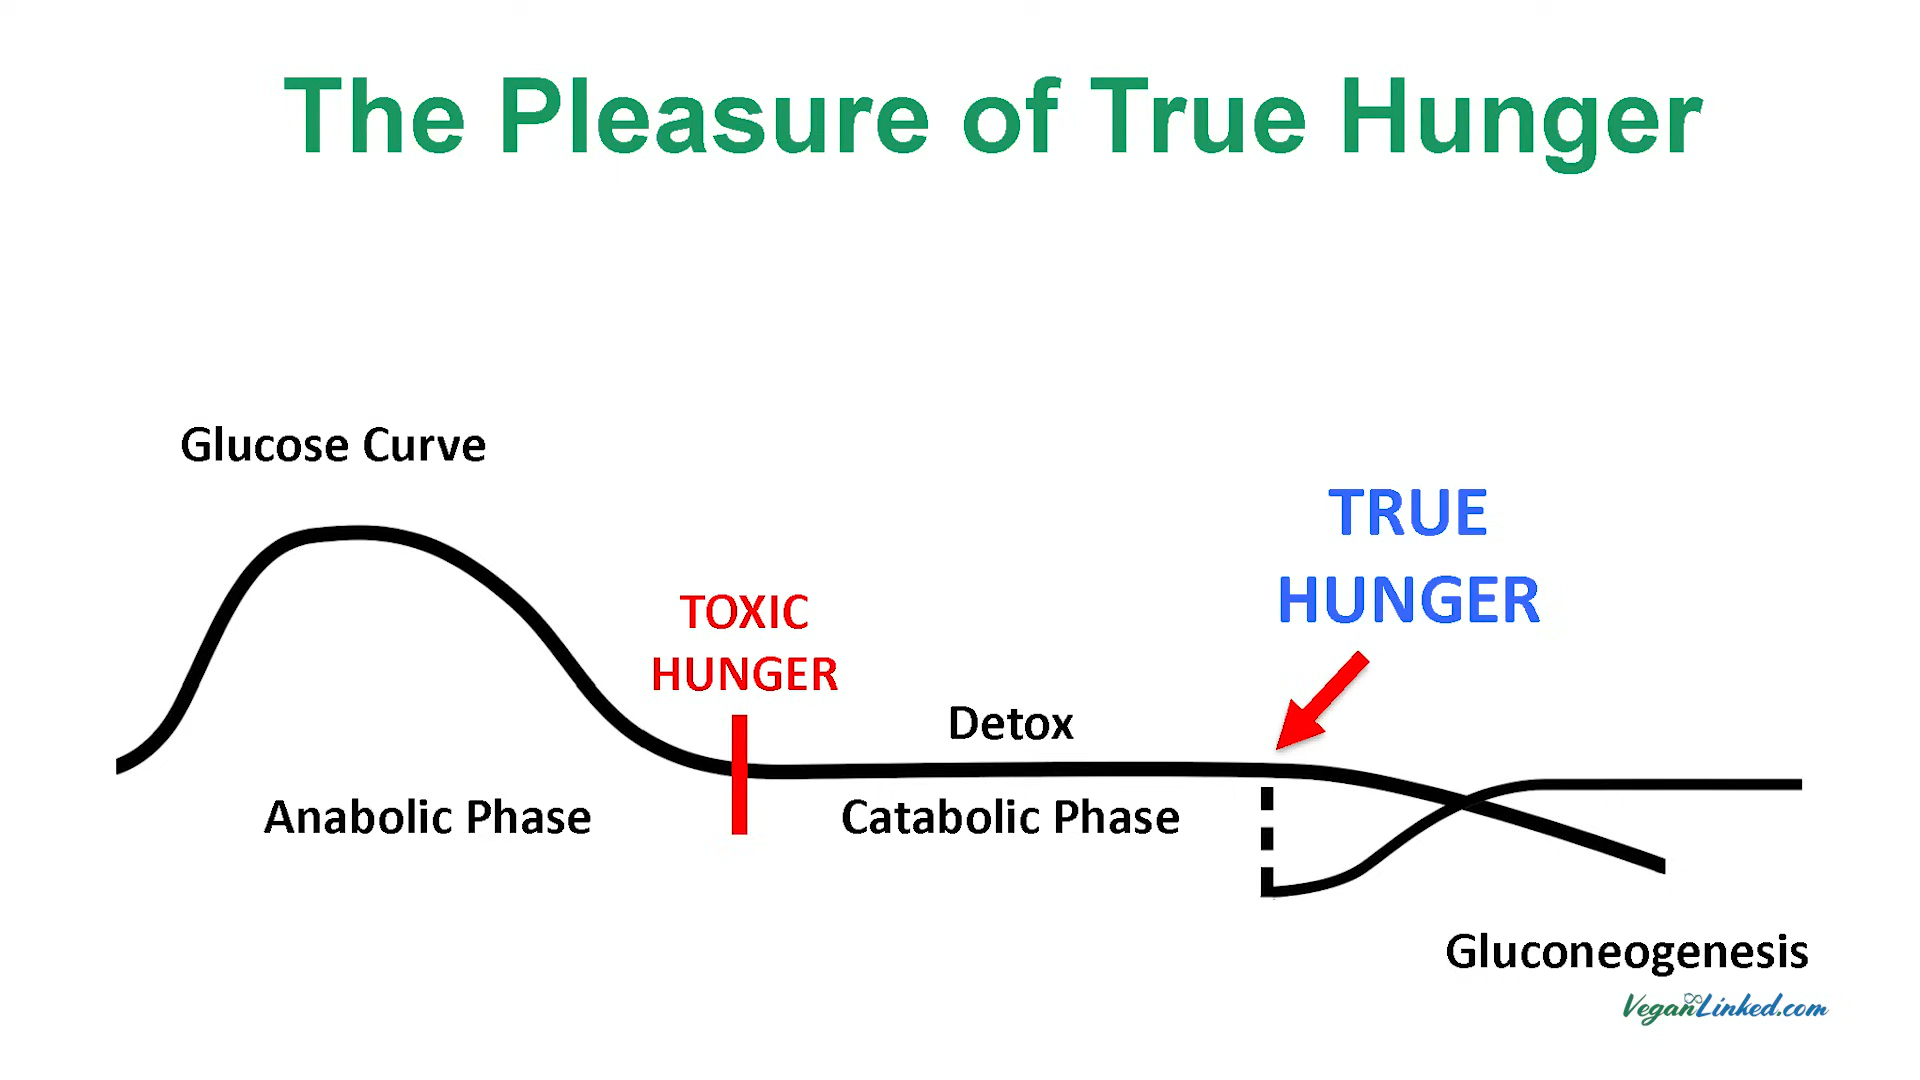 The Pleasure of True Hunger
Glucose Curve
TRUE
HUNGER
TOXIC
HUNGER
Detox
Anabolic Phase
Catabolic Phase
Gluconeogenesis
VeganLinked.com